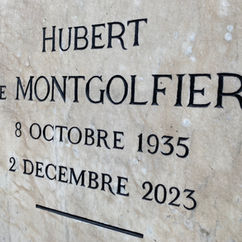 HUBERT
e MONTGOLFIER
8 OCTOBRE 1935
2 DECEMBRE 2023